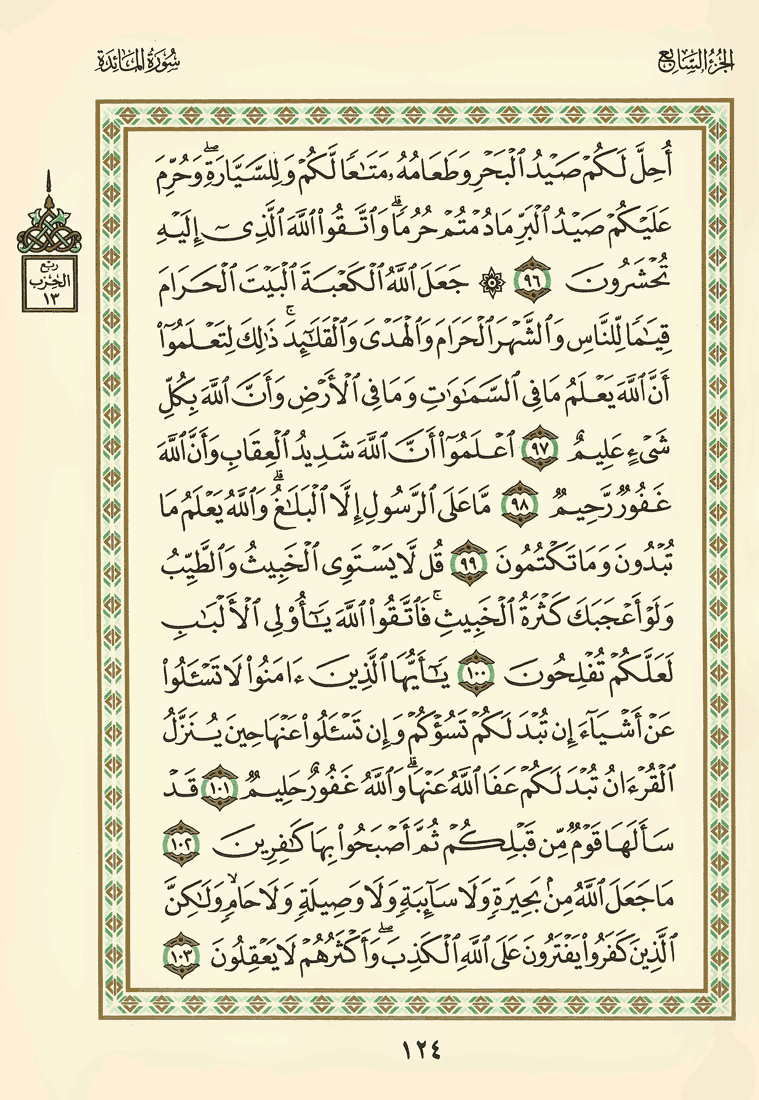 الجزء السابع
سورة المائدة
أُحِلَّ لَكُمْ صَيْدُ ٱلْبَحْرِ وَطَعَامُهُۥ مَتَـٰعًا لَّكُمْ وَلِلسَّيَّارَةِۖ وَحُرِّمَ
عَلَيْكُمْ صَيْدُ ٱلْبَرِّ مَا دُمْتُمْ حُرُمًاۗ وَٱتَّقُوا۟ ٱللَّهَ ٱلَّذِىٓ إِلَيْهِ
تُحْشَرُونَ ٩٦ ۞ جَعَلَ ٱللَّهُ ٱلْكَعْبَةَ ٱلْبَيْتَ ٱلْحَرَامَ
قِيَـٰمًا لِّلنَّاسِ وَٱلشَّهْرَ ٱلْحَرَامَ وَٱلْهَدْىَ وَٱلْقَلَـٰٓئِدَۚ ذَٰلِكَ لِتَعْلَمُوٓا۟
أَنَّ ٱللَّهَ يَعْلَمُ مَا فِى ٱلسَّمَـٰوَٰتِ وَمَا فِى ٱلْأَرْضِ وَأَنَّ ٱللَّهَ بِكُلِّ
شَىْءٍ عَلِيمٌ ٩٧ ٱعْلَمُوٓا۟ أَنَّ ٱللَّهَ شَدِيدُ ٱلْعِقَابِ وَأَنَّ ٱللَّهَ
غَفُورٌ رَّحِيمٌ ٩٨ مَّا عَلَى ٱلرَّسُولِ إِلَّا ٱلْبَلَـٰغُۗ وَٱللَّهُ يَعْلَمُ مَا
تُبْدُونَ وَمَا تَكْتُمُونَ ٩٩ قُل لَّا يَسْتَوِى ٱلْخَبِيثُ وَٱلطَّيِّبُ
وَلَوْ أَعْجَبَكَ كَثْرَةُ ٱلْخَبِيثِۚ فَٱتَّقُوا۟ ٱللَّهَ يَـٰٓأُو۟لِى ٱلْأَلْبَـٰبِ
لَعَلَّكُمْ تُفْلِحُونَ ١٠٠ يَـٰٓأَيُّهَا ٱلَّذِينَ ءَامَنُوا۟ لَا تَسْـَٔلُوا۟
عَنْ أَشْيَآءَ إِن تُبْدَ لَكُمْ تَسُؤْكُمْ وَإِن تَسْـَٔلُوا۟ عَنْهَا حِينَ يُنَزَّلُ
ٱلْقُرْءَانُ تُبْدَ لَكُمْ عَفَا ٱللَّهُ عَنْهَاۗ وَٱللَّهُ غَفُورٌ حَلِيمٌ ١٠١ قَدْ
سَأَلَهَا قَوْمٌ مِّن قَبْلِكُمْ ثُمَّ أَصْبَحُوا۟ بِهَا كَـٰفِرِينَ ١٠٢
مَا جَعَلَ ٱللَّهُ مِنۢ بَحِيرَةٍ وَلَا سَآئِبَةٍ وَلَا وَصِيلَةٍ وَلَا حَامٍۙ وَلَـٰكِنَّ
ٱلَّذِينَ كَفَرُوا۟ يَفْتَرُونَ عَلَى ٱللَّهِ ٱلْكَذِبَۖ وَأَكْثَرُهُمْ لَا يَعْقِلُونَ ١٠٣
ربع
الحزب
١٣
١٢٤